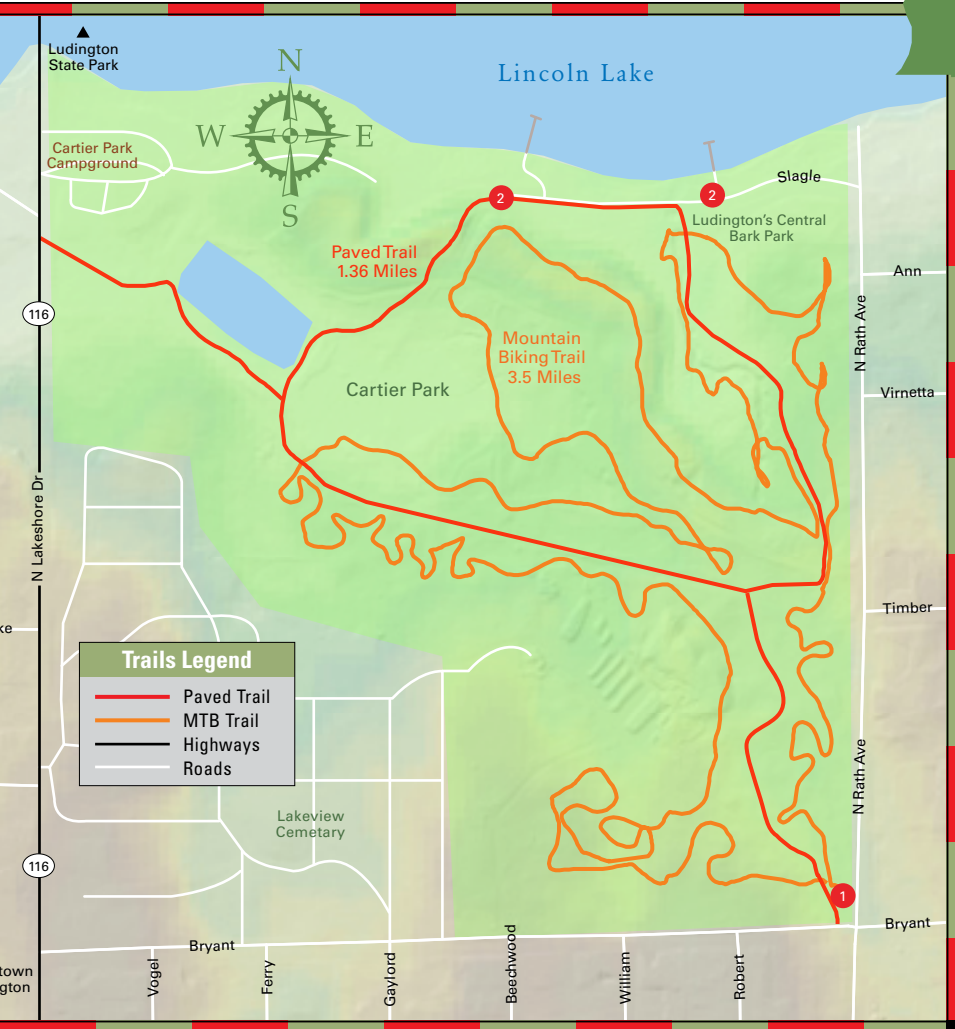 Ludington
State Park
N
W
E
S
Lincoln Lake
Cartier Park
Campground
2
2
Slagle
Ludington's Central
Bark Park
Paved Trail
1.36 Miles
Ann
116
N Rath Ave
Mountain
Biking Trail
3.5 Miles
Cartier Park
Virnetta
N Lakeshore Dr
Timber
ke
Trails Legend
Paved Trail
MTB Trail
Highways
Roads
N Rath Ave
Lakeview
Cemetary
116
1
Bryant
Bryant
town
gton
Vogel
Ferry
Gaylord
Beechwood
William
Robert